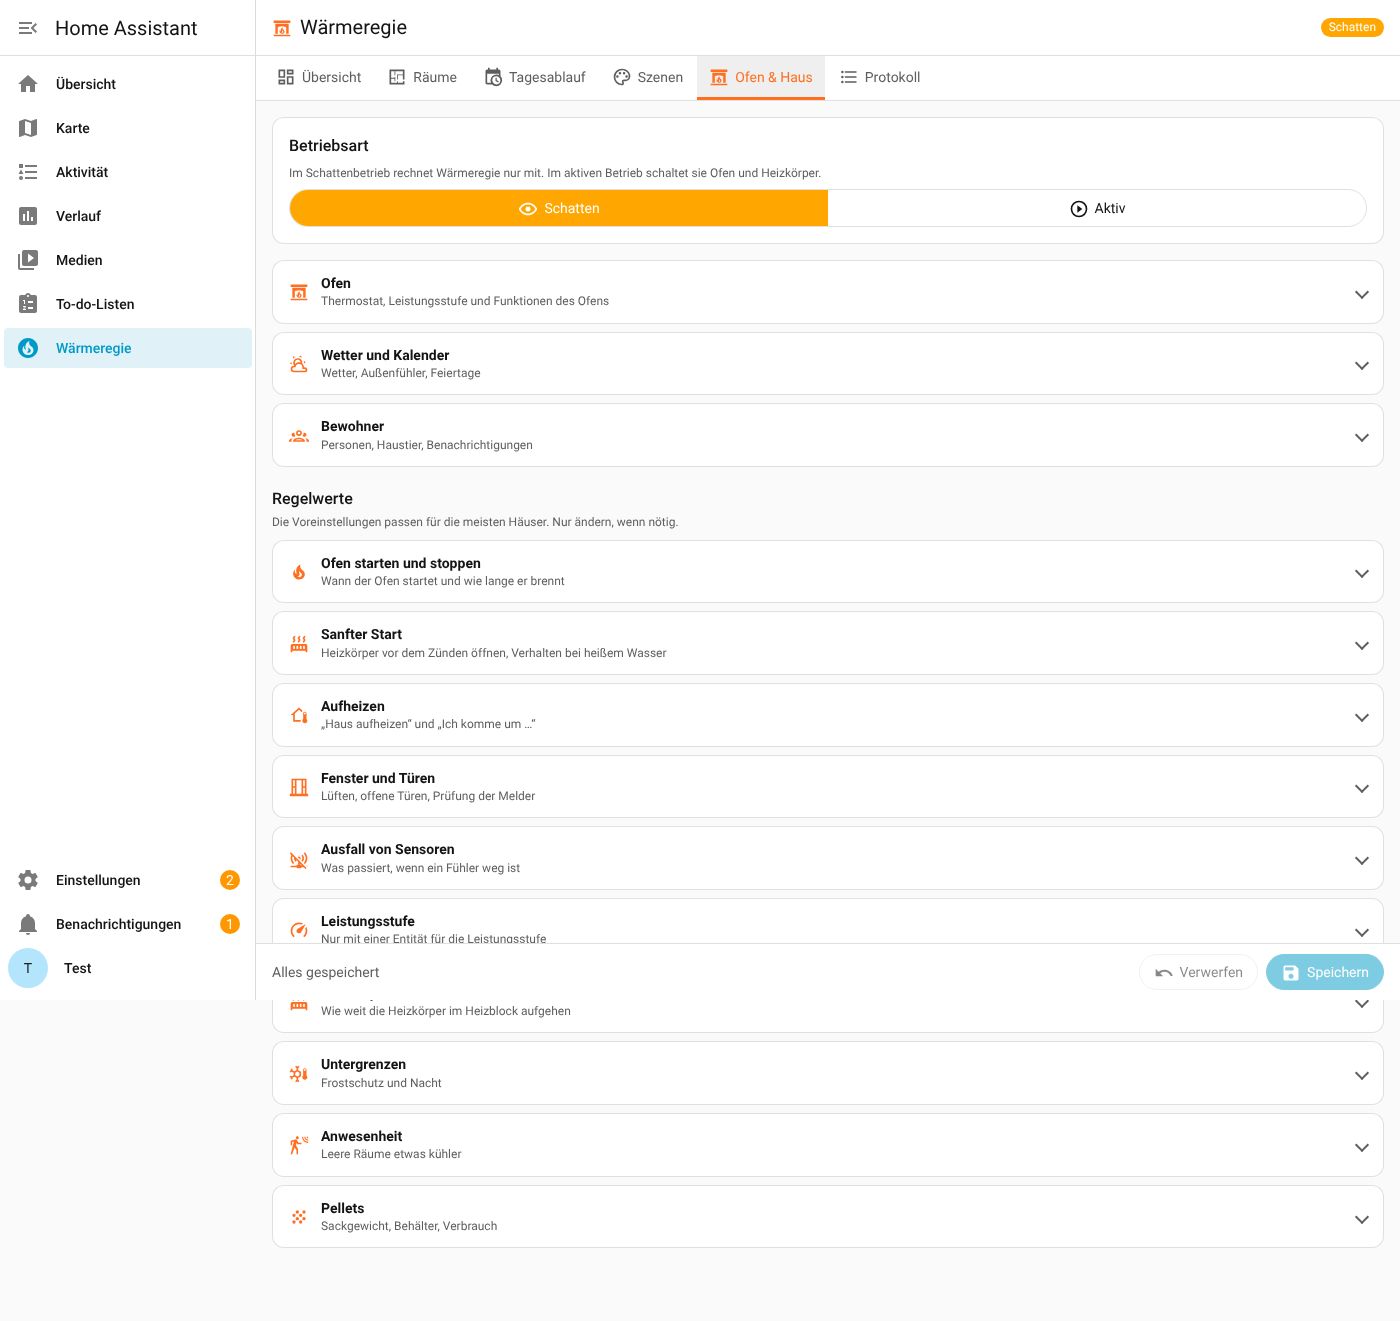 Home Assistant
Übersicht
Karte
Aktivität
Verlauf
Medien
To-do-Listen
Wärmeregie
Einstellungen 2
Benachrichtigungen 1
T Test
Wärmeregie
Schatten
Übersicht Räume Tagesablauf Szenen Ofen & Haus Protokoll
Betriebsart
Im Schattenbetrieb rechnet Wärmeregie nur mit. Im aktiven Betrieb schaltet sie Ofen und Heizkörper.
Schatten Aktiv
Ofen
Thermostat, Leistungsstufe und Funktionen des Ofens
Wetter und Kalender
Wetter, Außenfühler, Feiertage
Bewohner
Personen, Haustier, Benachrichtigungen
Regelwerte
Die Voreinstellungen passen für die meisten Häuser. Nur ändern, wenn nötig.
Ofen starten und stoppen
Wann der Ofen startet und wie lange er brennt
Sanfter Start
Heizkörper vor dem Zünden öffnen, Verhalten bei heißem Wasser
Aufheizen
„Haus aufheizen“ und „Ich komme um ...“
Fenster und Türen
Lüften, offene Türen, Prüfung der Melder
Ausfall von Sensoren
Was passiert, wenn ein Fühler weg ist
Leistungsstufe
Nur mit einer Entität für die Leistungsstufe
Alles gespeichert
Verwerfen Speichern
Wie weit die Heizkörper im Heizblock aufgehen
Untergrenzen
Frostschutz und Nacht
Anwesenheit
Leere Räume etwas kühler
Pellets
Sackgewicht, Behälter, Verbrauch